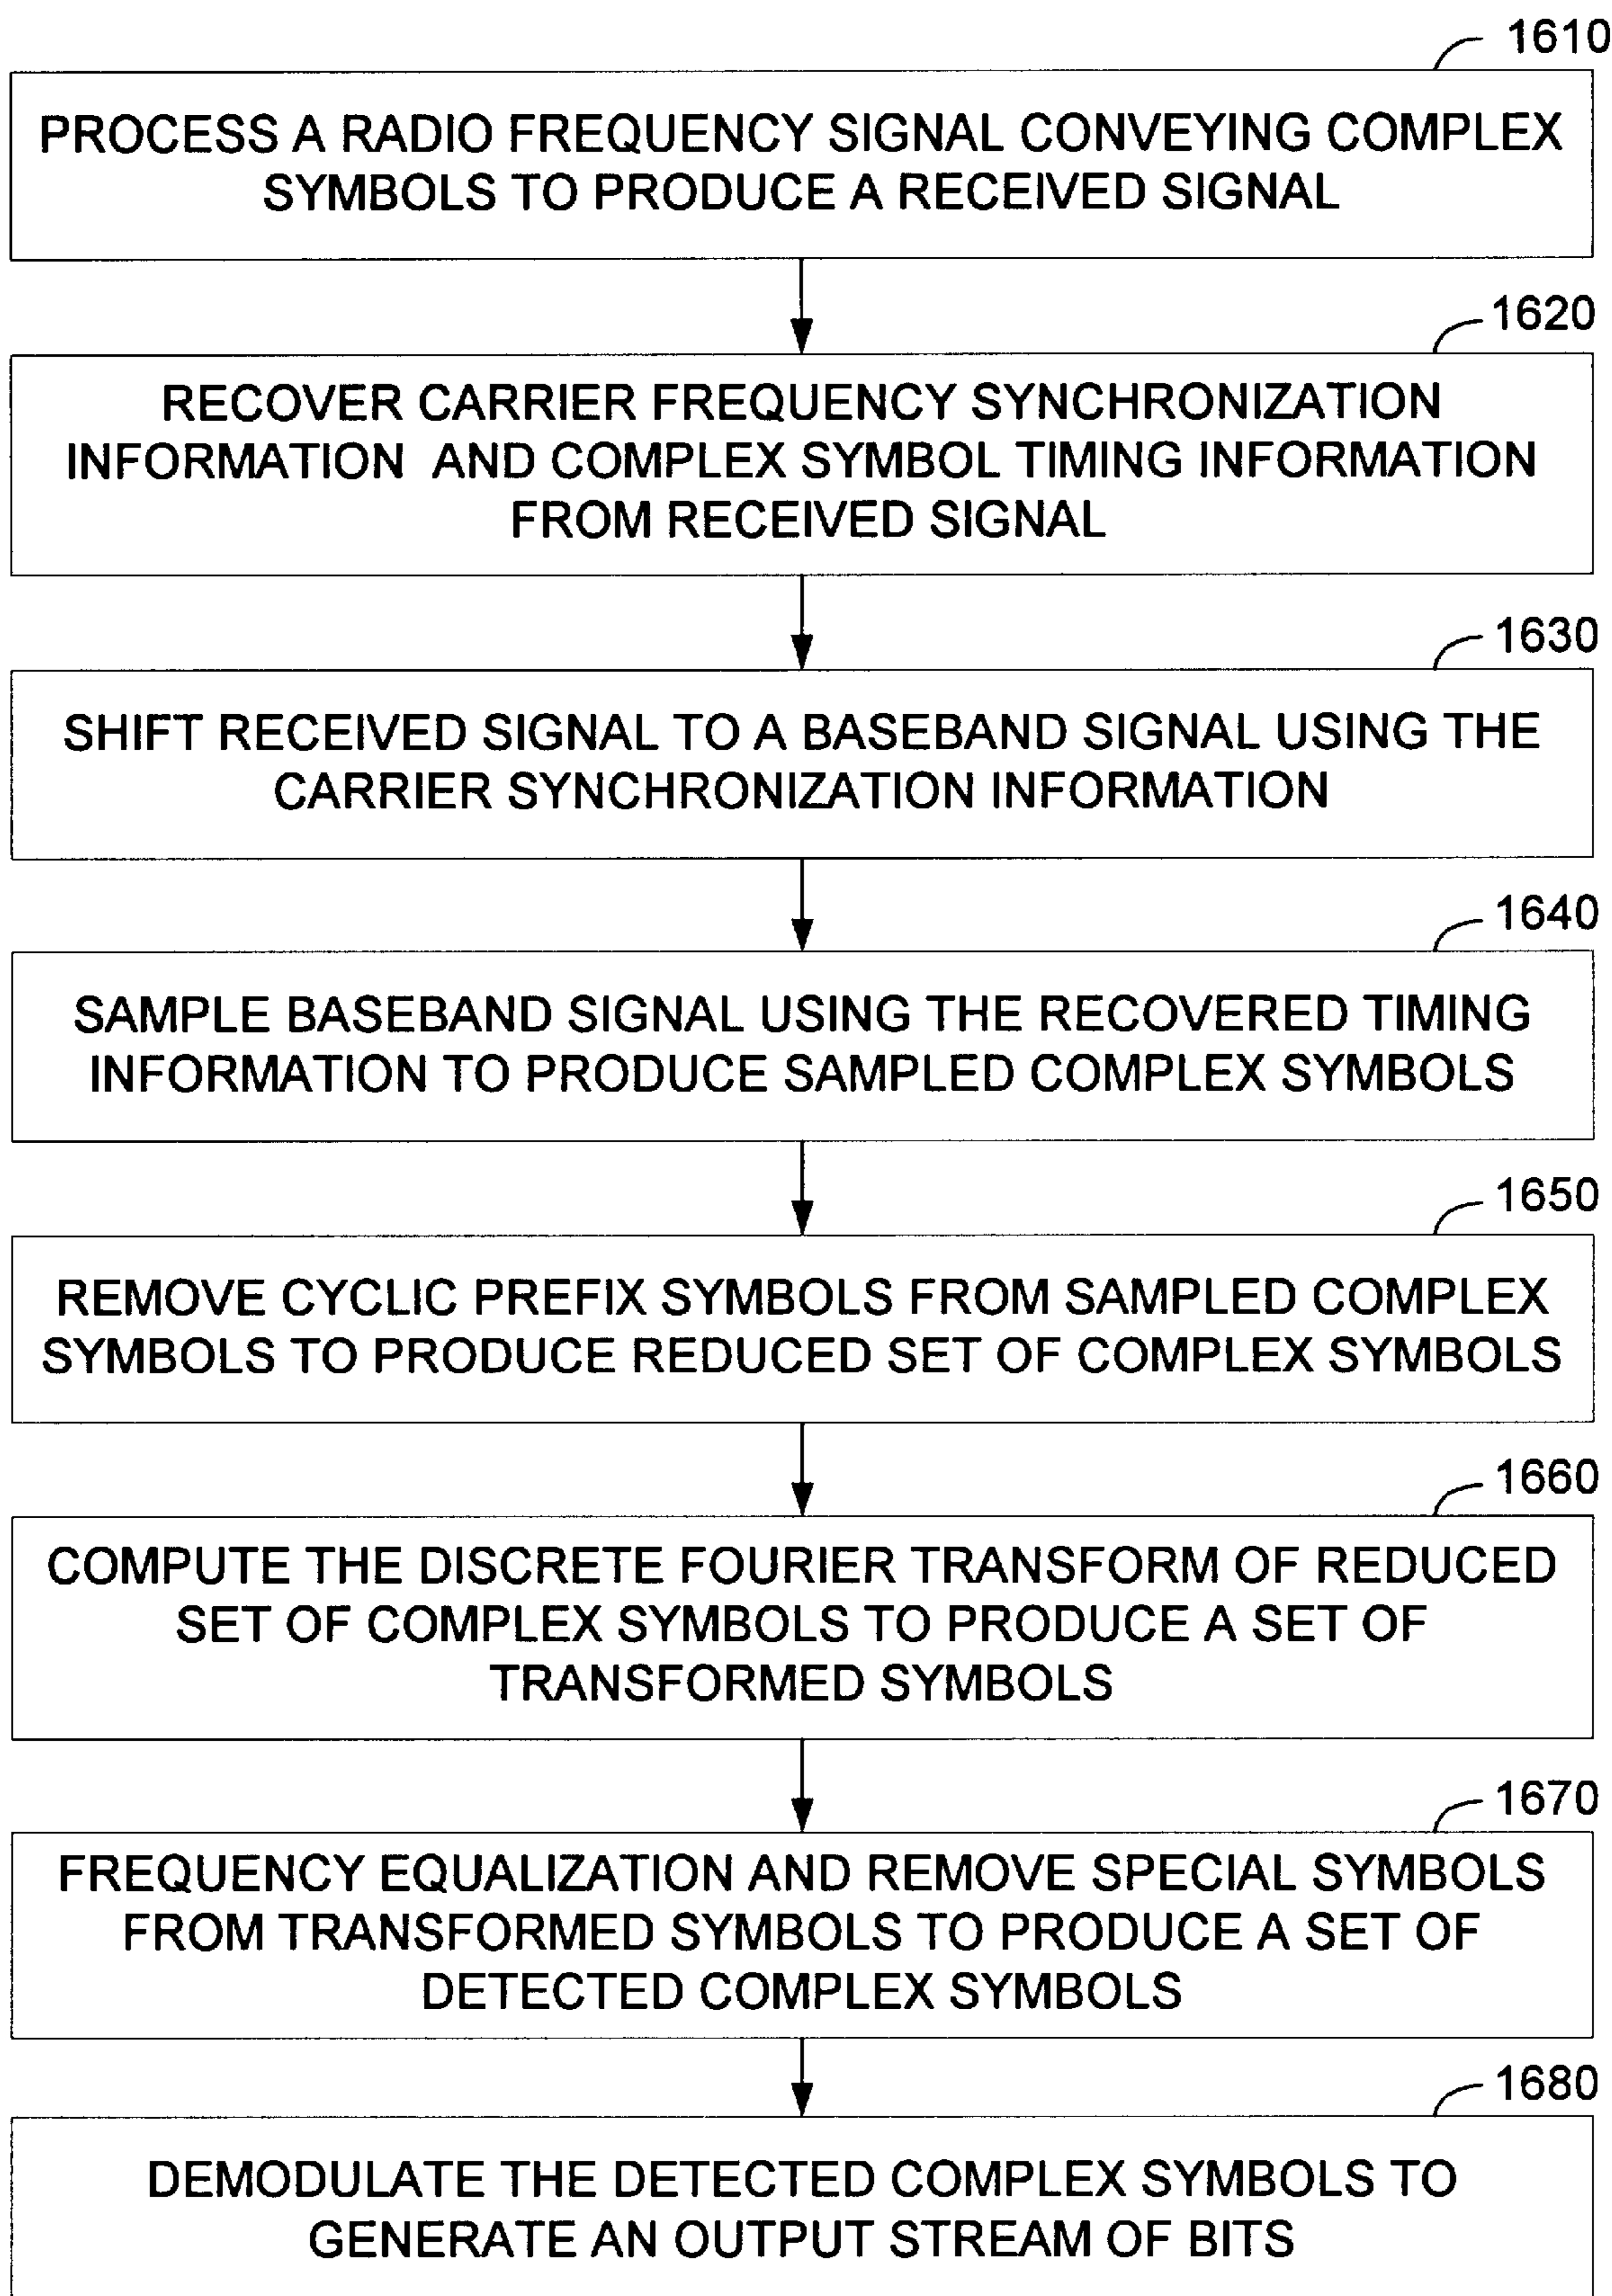 1610
PROCESS A RADIO FREQUENCY SIGNAL CONVEYING COMPLEX
SYMBOLS TO PRODUCE A RECEIVED SIGNAL
1620
RECOVER CARRIER FREQUENCY SYNCHRONIZATION
INFORMATION AND COMPLEX SYMBOL TIMING INFORMATION
FROM RECEIVED SIGNAL
1630
SHIFT RECEIVED SIGNAL TO A BASEBAND SIGNAL USING THE
CARRIER SYNCHRONIZATION INFORMATION
1640
SAMPLE BASEBAND SIGNAL USING THE RECOVERED TIMING
INFORMATION TO PRODUCE SAMPLED COMPLEX SYMBOLS
1650
REMOVE CYCLIC PREFIX SYMBOLS FROM SAMPLED COMPLEX
SYMBOLS TO PRODUCE REDUCED SET OF COMPLEX SYMBOLS
1660
COMPUTE THE DISCRETE FOURIER TRANSFORM OF REDUCED
SET OF COMPLEX SYMBOLS TO PRODUCE A SET OF
TRANSFORMED SYMBOLS
1670
FREQUENCY EQUALIZATION AND REMOVE SPECIAL SYMBOLS
FROM TRANSFORMED SYMBOLS TO PRODUCE A SET OF
DETECTED COMPLEX SYMBOLS
1680
DEMODULATE THE DETECTED COMPLEX SYMBOLS TO
GENERATE AN OUTPUT STREAM OF BITS